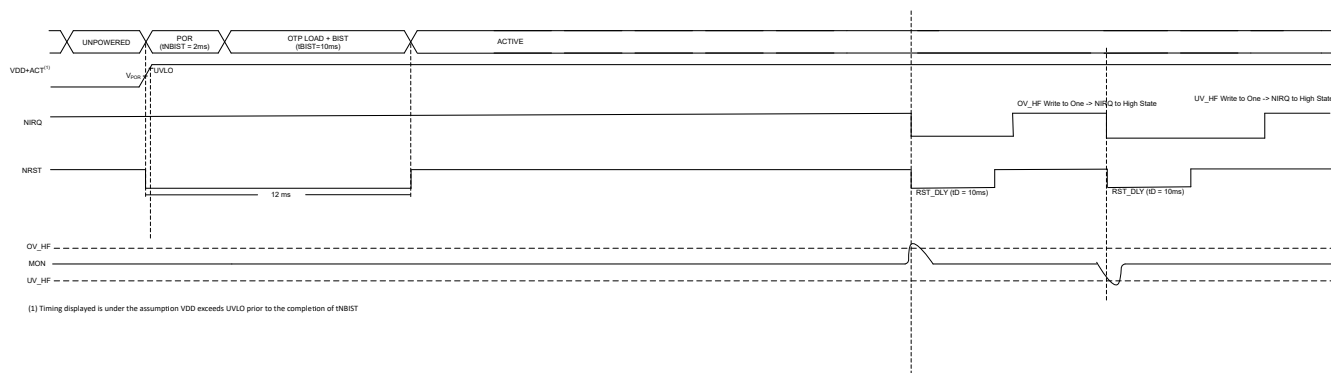 UNPOWERED
POR
(tNBIST = 2ms)
OTP LOAD + BIST
(tBIST=10ms)
ACTIVE
VDD+ACT(1)
VPOR
UVLO
OV_HF Write to One -> NIRQ to High State
UV_HF Write to One -> NIRQ to High State
NIRQ
NRST
12 ms
RST_DLY (tD = 10ms)
RST_DLY (tD = 10ms)
OV_HF
MON
UV_HF
(1) Timing displayed is under the assumption VDD exceeds UVLO prior to the completion of tNBIST